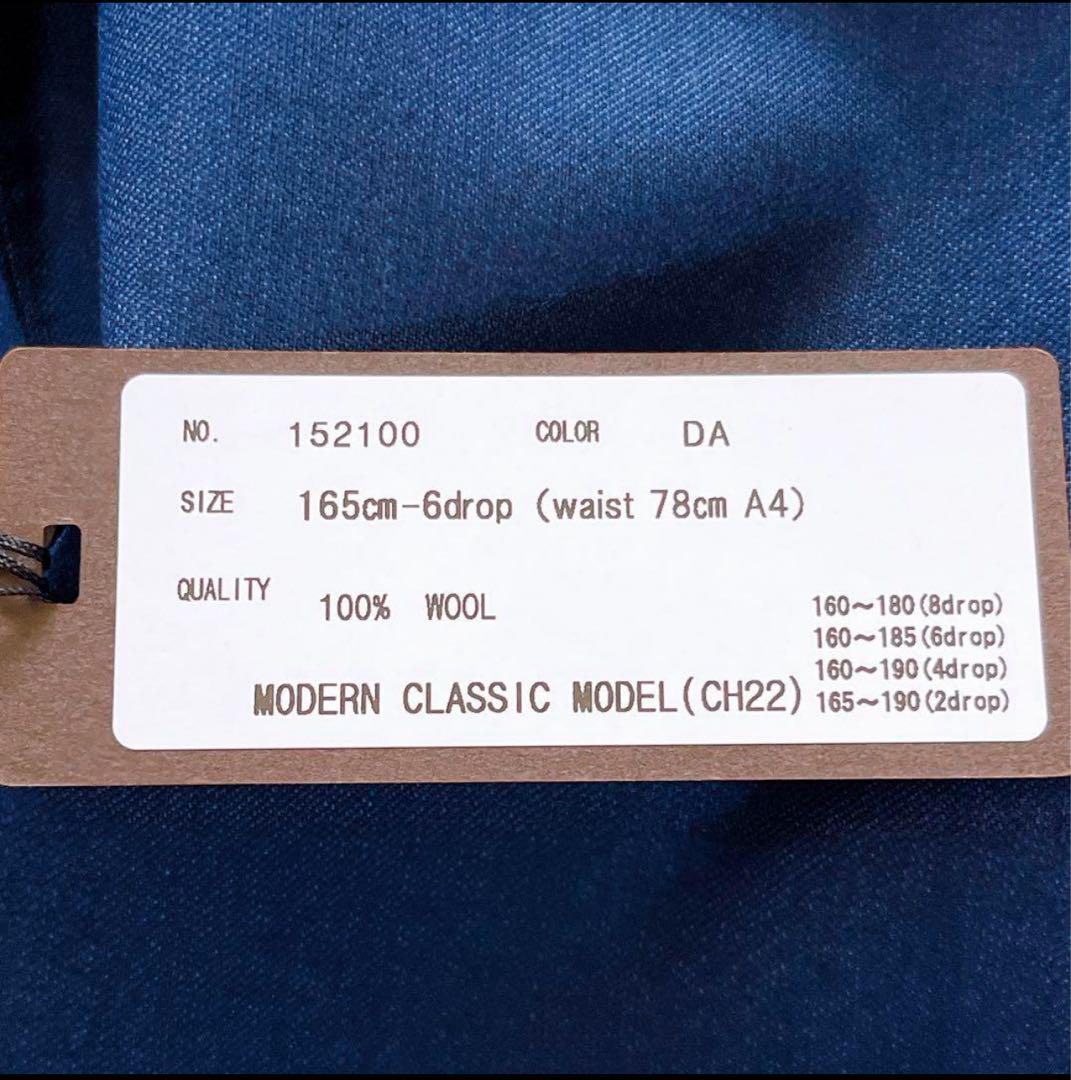 NO. 152100 COLOR DA
SIZE 165cm-6drop (waist 78cm A4)
QUALITY 100% WOOL
160～180(8drop)
160～185(6drop)
160～190(4drop)
165～190(2drop)
MODERN CLASSIC MODEL(CH22)